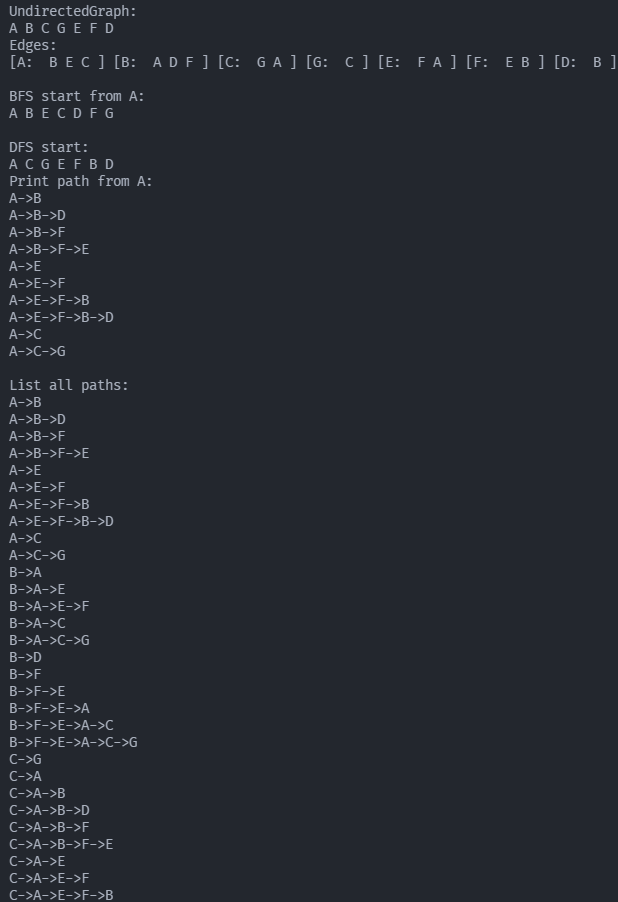 UndirectedGraph:
A B C G E F D
Edges:
[A:  B E C ] [B:  A D F ] [C:  G A ] [G:  C ] [E:  F A ] [F:  E B ] [D:  B ]
BFS start from A:
A B E C D F G
DFS start:
A C G E F B D
Print path from A:
A->B
A->B->D
A->B->F
A->B->F->E
A->E
A->E->F
A->E->F->B
A->E->F->B->D
A->C
A->C->G
List all paths:
A->B
A->B->D
A->B->F
A->B->F->E
A->E
A->E->F
A->E->F->B
A->E->F->B->D
A->C
A->C->G
B->A
B->A->E
B->A->E->F
B->A->C
B->A->C->G
B->D
B->F
B->F->E
B->F->E->A
B->F->E->A->C
B->F->E->A->C->G
C->G
C->A
C->A->B
C->A->B->D
C->A->B->F
C->A->B->F->E
C->A->E
C->A->E->F
C->A->E->F->B